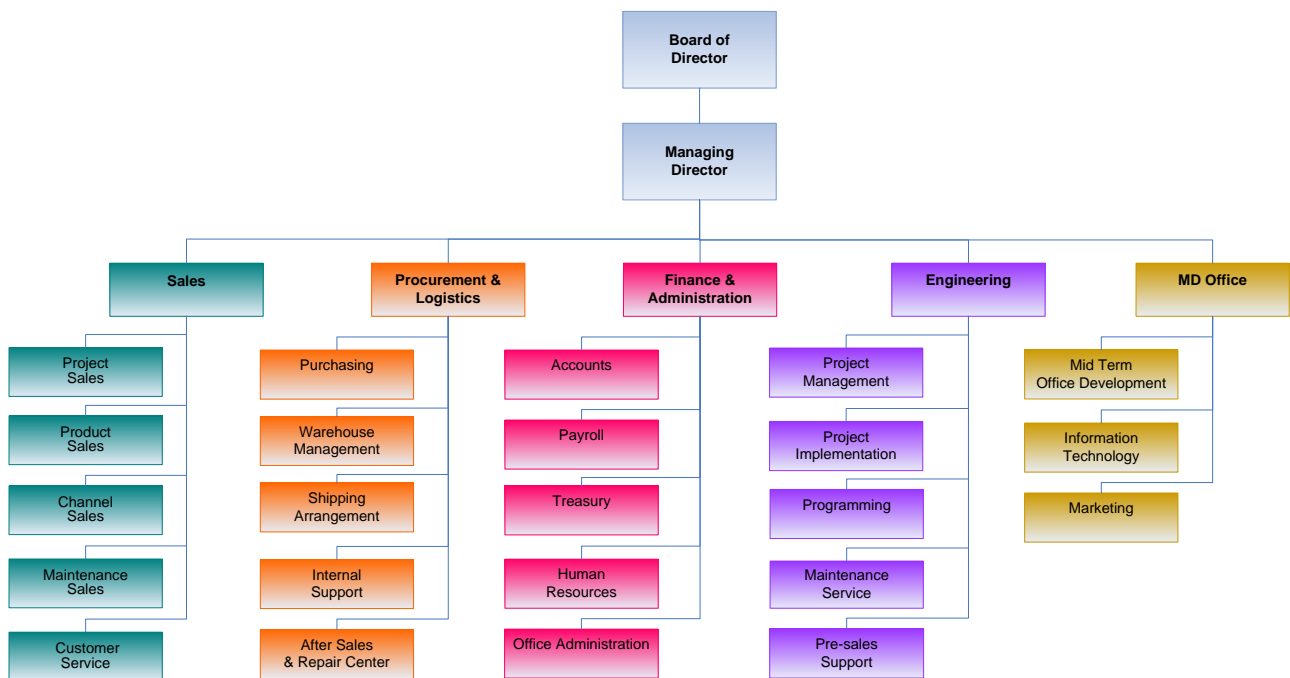 Board of
Director
Managing
Director
Sales
Procurement &
Logistics
Finance &
Administration
Engineering
MD Office
Project
Sales
Product
Sales
Channel
Sales
Maintenance
Sales
Customer
Service
Purchasing
Warehouse
Management
Shipping
Arrangement
Internal
Support
After Sales
& Repair Center
Accounts
Payroll
Treasury
Human
Resources
Office Administration
Project
Management
Project
Implementation
Programming
Maintenance
Service
Pre-sales
Support
Mid Term
Office Development
Information
Technology
Marketing